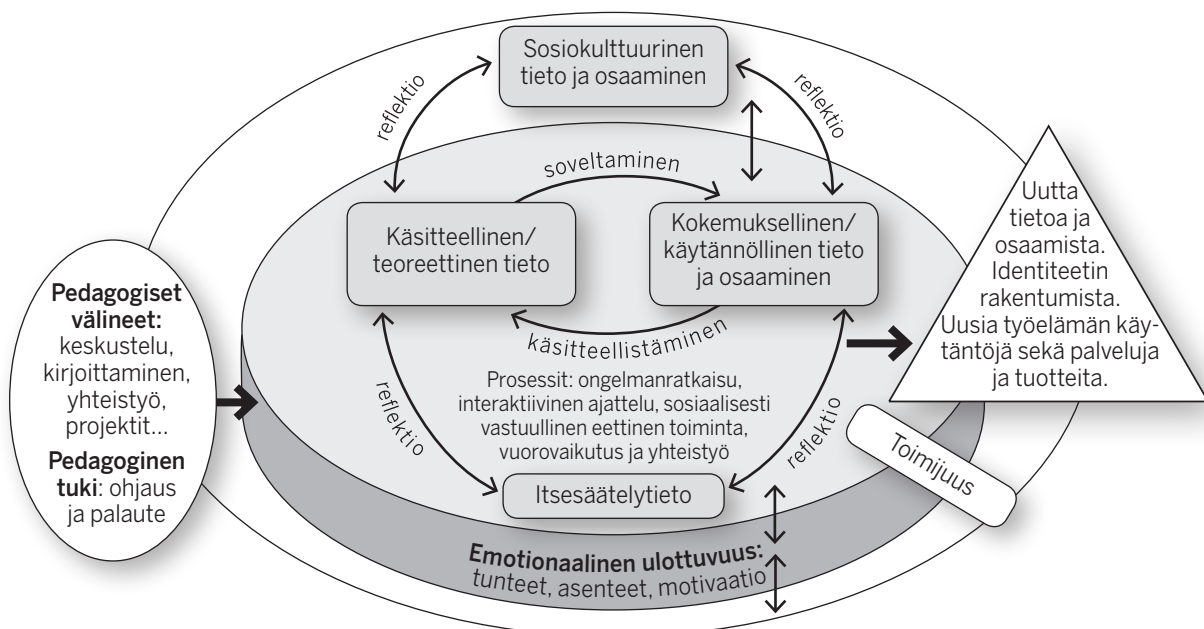 Sosiokulttuurinen
tieto ja osaaminen
reflektio
reflektio
soveltaminen
Käsitteellinen/
teoreettinen tieto
Kokemuksellinen/
käytännöllinen tieto
ja osaaminen
käsitteellistäminen
Pedagogiset
välineet:
keskustelu,
kirjoittaminen,
yhteistyö,
projektit...
Pedagoginen
tuki: ohjaus
ja palaute
reflektio
Prosessit: ongelmanratkaisu,
interaktiivinen ajattelu, sosiaalisesti
vastuullinen eettinen toiminta,
vuorovaikutus ja yhteistyö
reflektio
Itsesäätelytieto
Emotionaalinen ulottuvuus:
tunteet, asenteet, motivaatio
Toimijuus
Uutta
tietoa ja
osaamista.
Identiteetin
rakentumista.
Uusia työelämän käy-
täntöjä sekä palveluja
ja tuotteita.